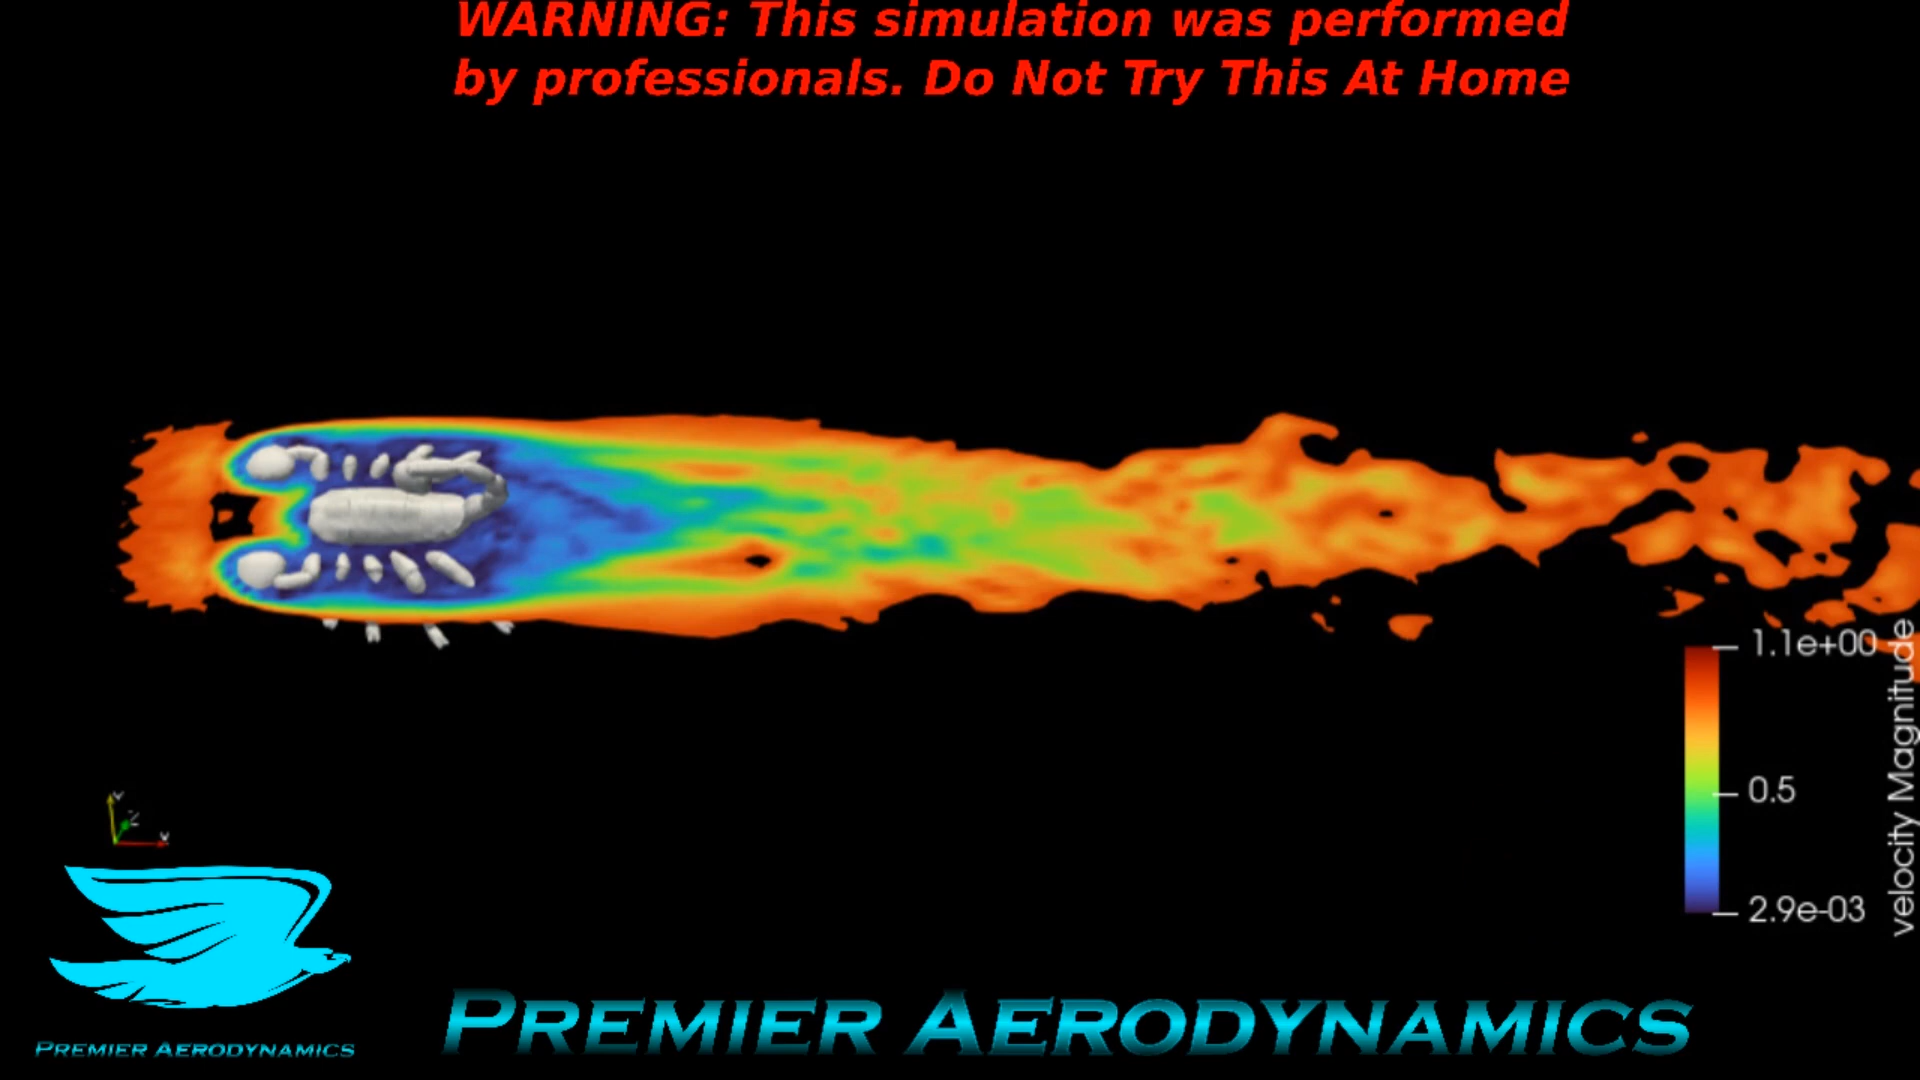 WARNING: This simulation was performed
by professionals. Do Not Try This At Home
1.1e+00
0.5
2.9e-03
velocity Magnitude
Y
Z
X
PREMIER AERODYNAMICS
PREMIER AERODYNAMICS